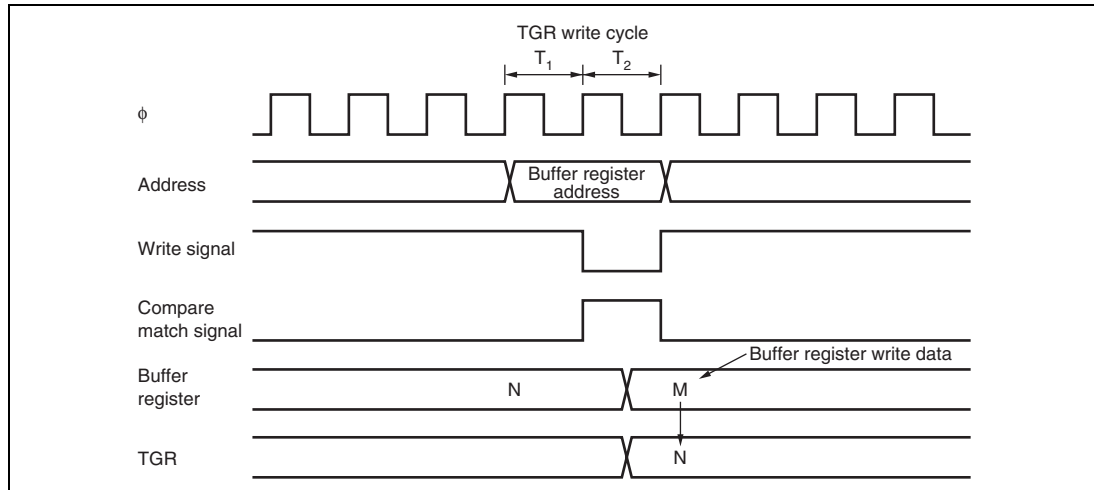 TGR write cycle
T1 T2
ϕ
Address
Buffer register
address
Write signal
Compare
match signal
Buffer register write data
Buffer
register
N M
TGR
N